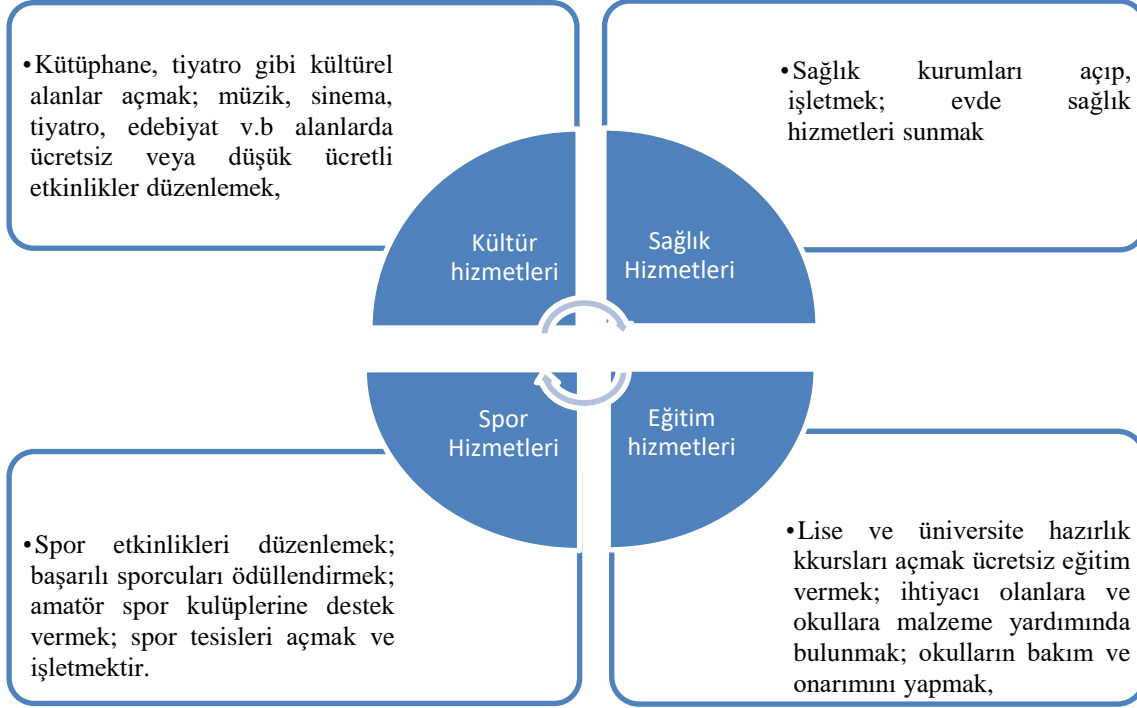 •Kütüphane, tiyatro gibi kültürel
alanlar açmak; müzik, sinema,
tiyatro, edebiyat v.b alanlarda
ücretsiz veya düşük ücretli
etkinlikler düzenlemek,
•Sağlık kurumları açıp,
işletmek; evde sağlık
hizmetleri sunmak
Kültür
hizmetleri
Sağlık
Hizmetleri
Spor
Hizmetleri
Eğitim
hizmetleri
•Spor etkinlikleri düzenlemek;
başarılı sporcuları ödüllendirmek;
amatör spor kulüplerine destek
vermek; spor tesisleri açmak ve
işletmektir.
•Lise ve üniversite hazırlık
kkursları açmak ücretsiz eğitim
vermek; ihtiyacı olanlara ve
okullara malzeme yardımında
bulunmak; okulların bakım ve
onarımını yapmak,